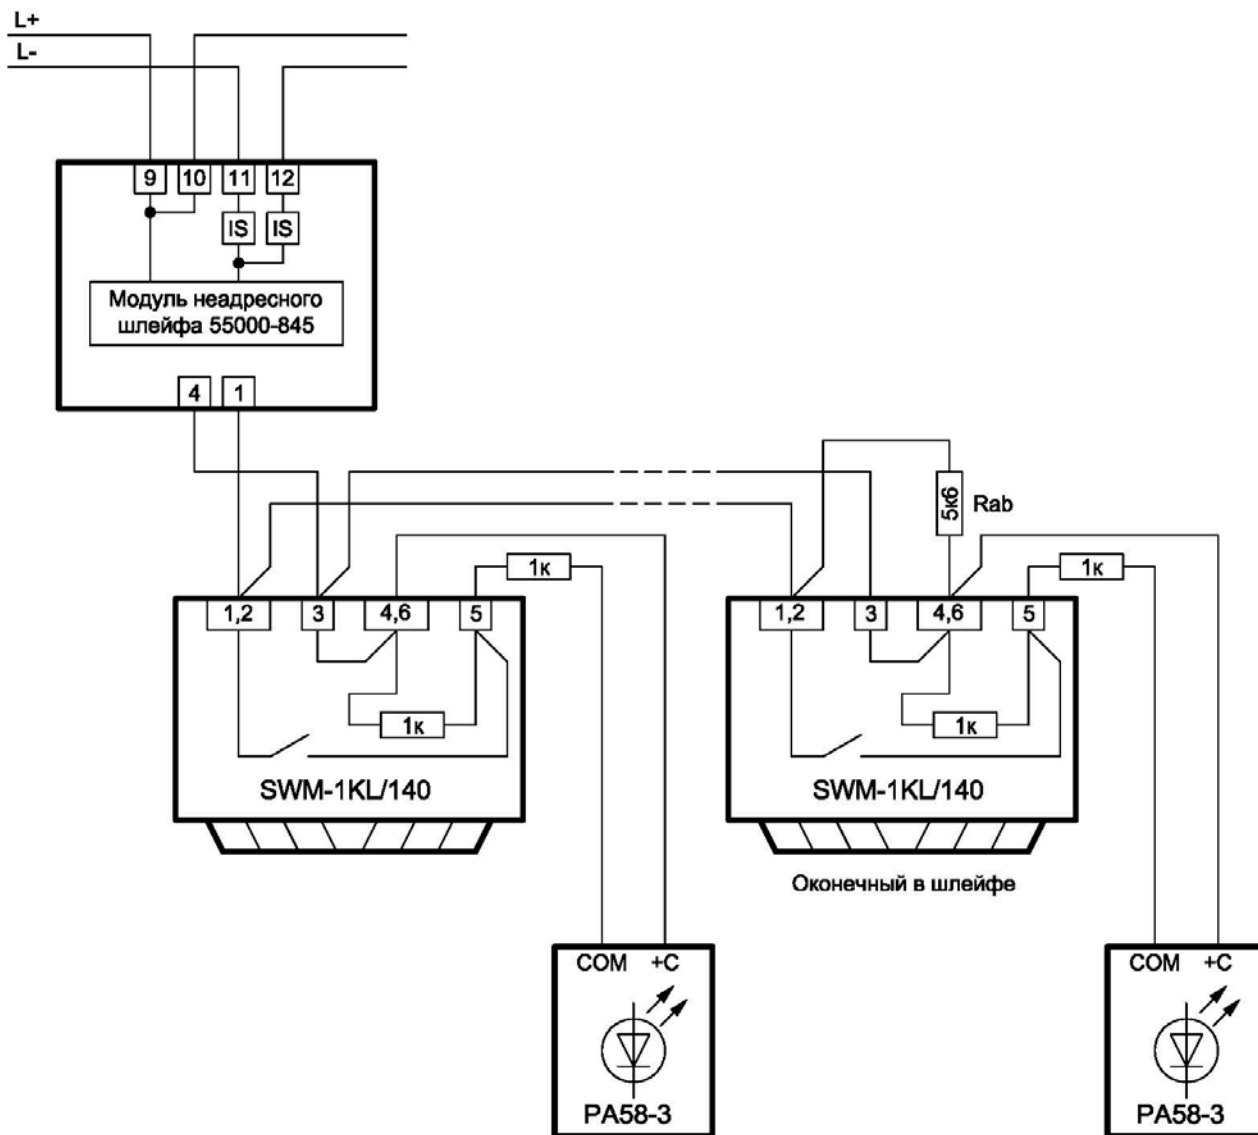 L+
L-
9 10 11 12
IS IS
Модуль неадресного
шлейфа 55000-845
4 1
5к6 Rab
1к 1к
1,2 3 4,6 5 1,2 3 4,6 5
1к 1к
SWM-1KL/140 SWM-1KL/140
Оконечный в шлейфе
COM +C COM +C
PA58-3 PA58-3